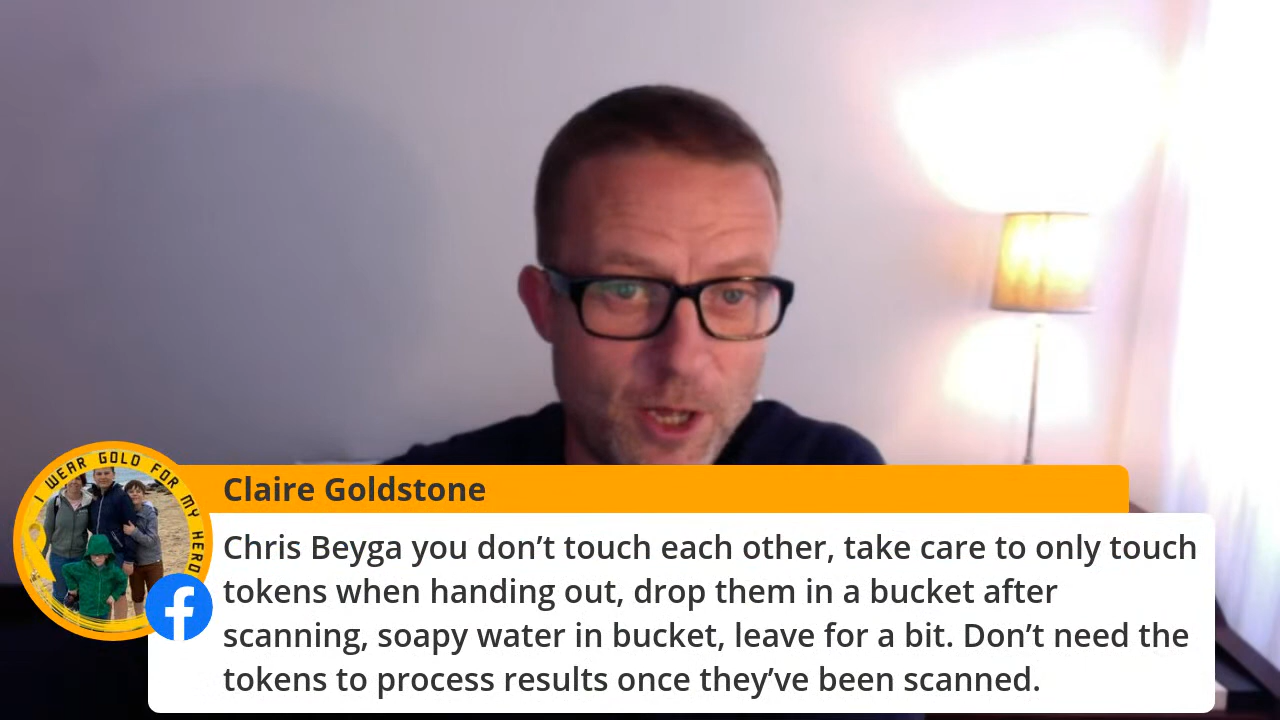 I WEAR GOLD FOR MY HERO
Claire Goldstone
Chris Beyga you don’t touch each other, take care to only touch
tokens when handing out, drop them in a bucket after
scanning, soapy water in bucket, leave for a bit. Don’t need the
tokens to process results once they’ve been scanned.